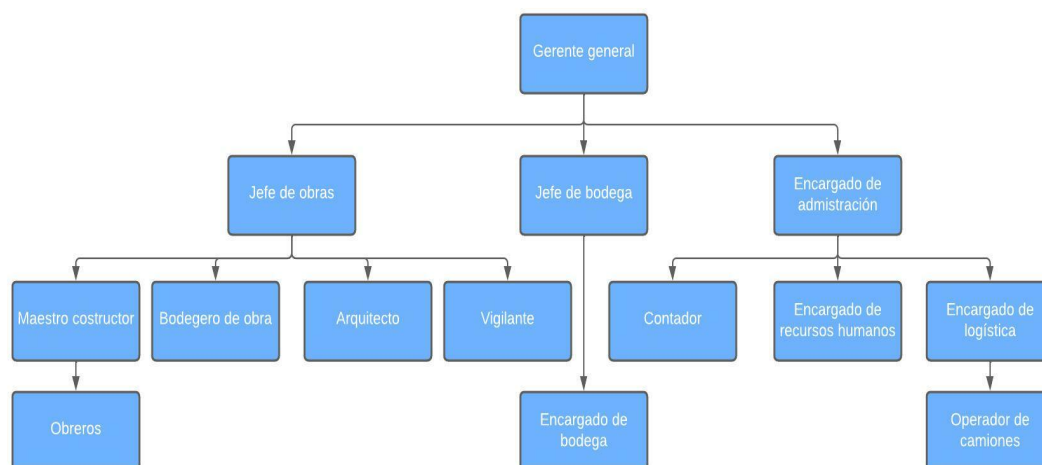 Gerente general
Jefe de obras
Jefe de bodega
Encargado de
admistración
Maestro costructor
Bodegero de obra
Arquitecto
Vigilante
Contador
Encargado de
recursos humanos
Encargado de
logística
Obreros
Encargado de
bodega
Operador de
camiones